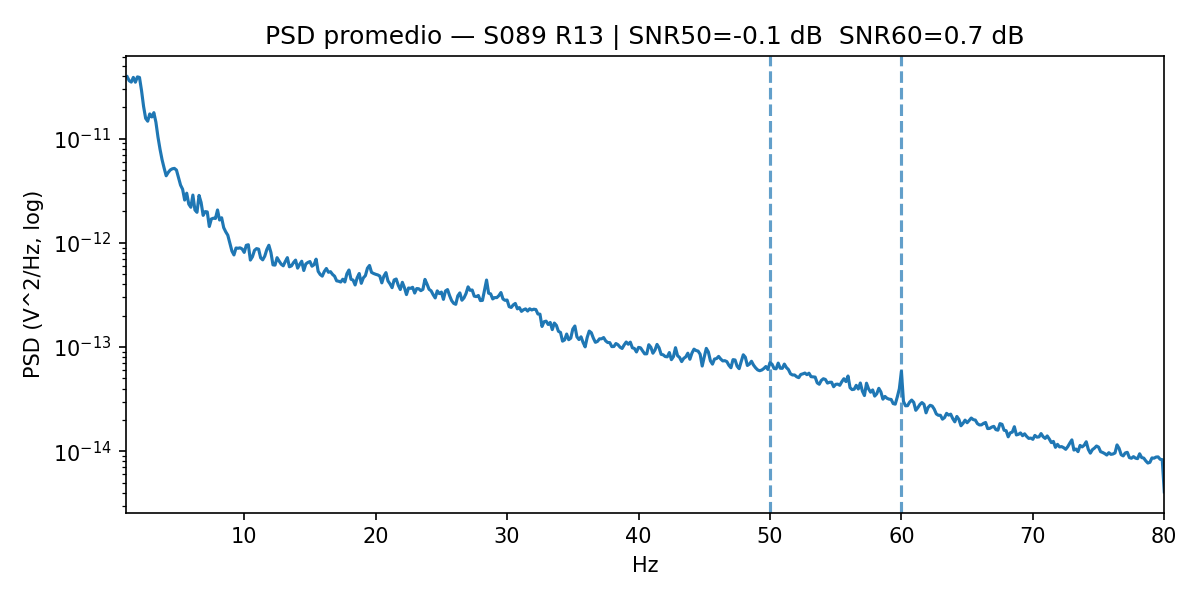 PSD promedio — S089 R13 | SNR50=-0.1 dB  SNR60=0.7 dB
PSD (V^2/Hz, log)
10⁻¹¹
10⁻¹²
10⁻¹³
10⁻¹⁴
10 20 30 40 50 60 70 80
Hz